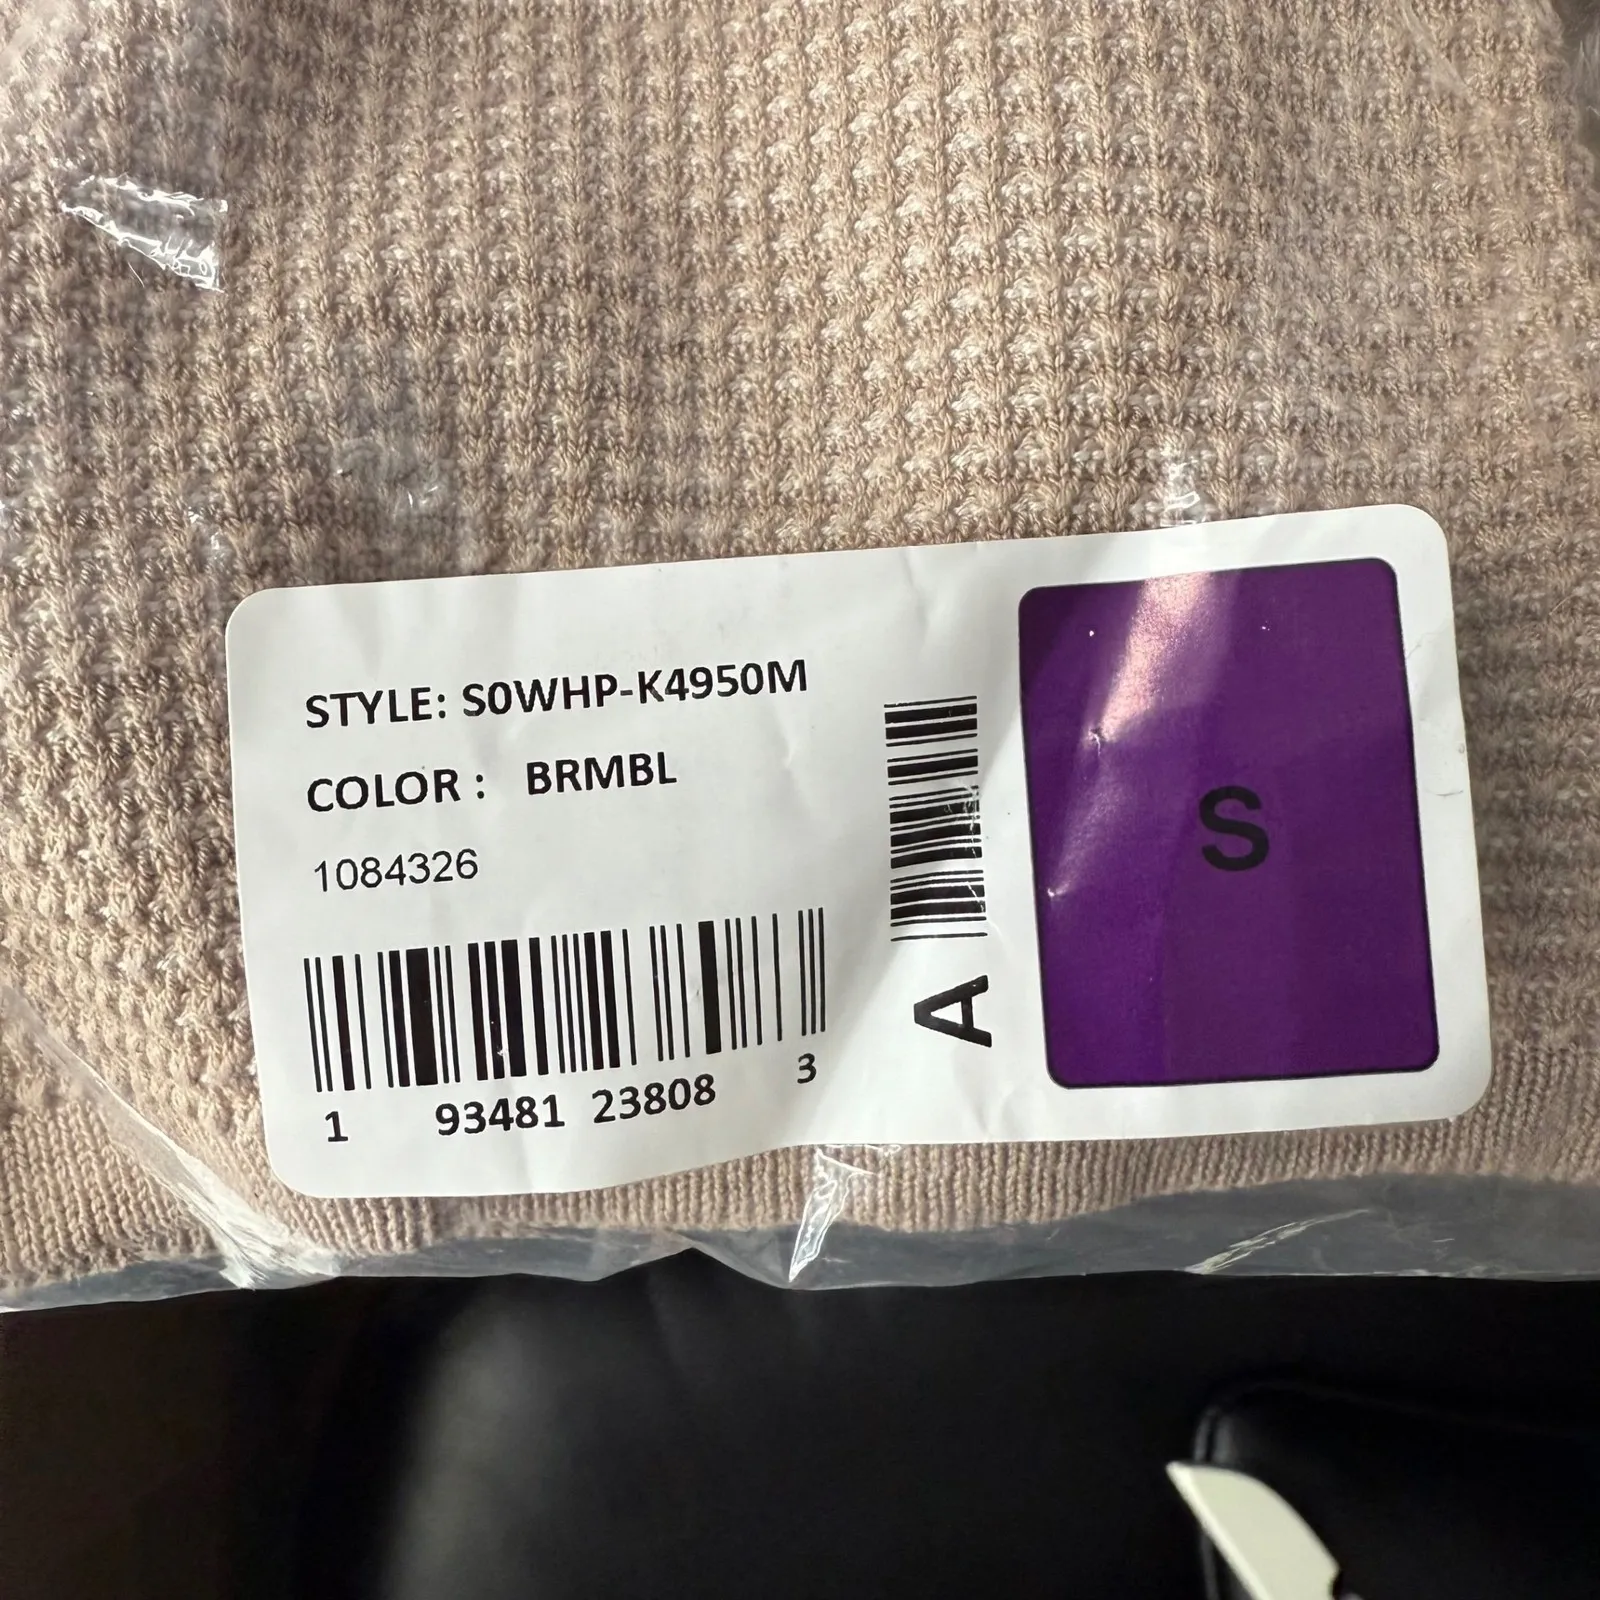 STYLE: S0WHP-K4950M
COLOR : BRMBL
1084326
1 93481 23808 3
A
S